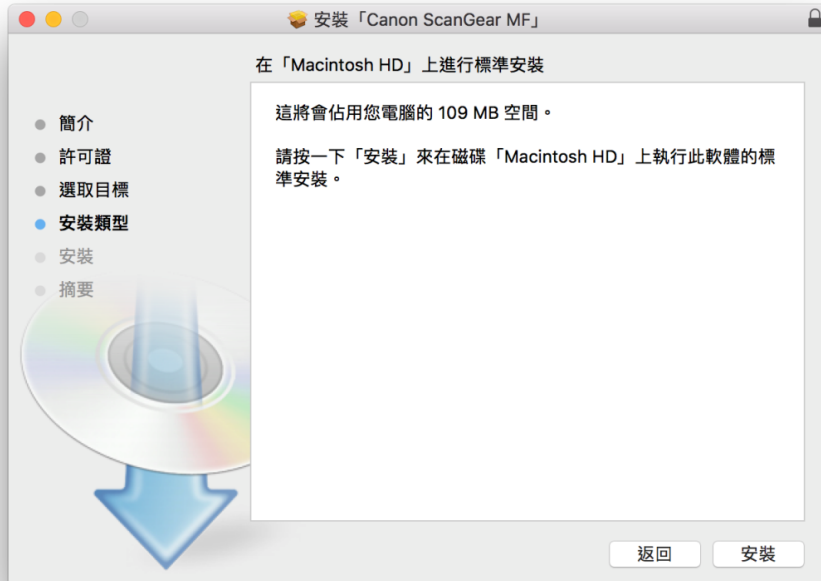 安裝「Canon ScanGear MF」
在「Macintosh HD」上進行標準安裝
簡介
許可證
選取目標
安裝類型
安裝
摘要
這將會佔用您電腦的 109 MB 空間。
請按一下「安裝」來在磁碟「Macintosh HD」上執行此軟體的標
準安裝。
返回
安裝